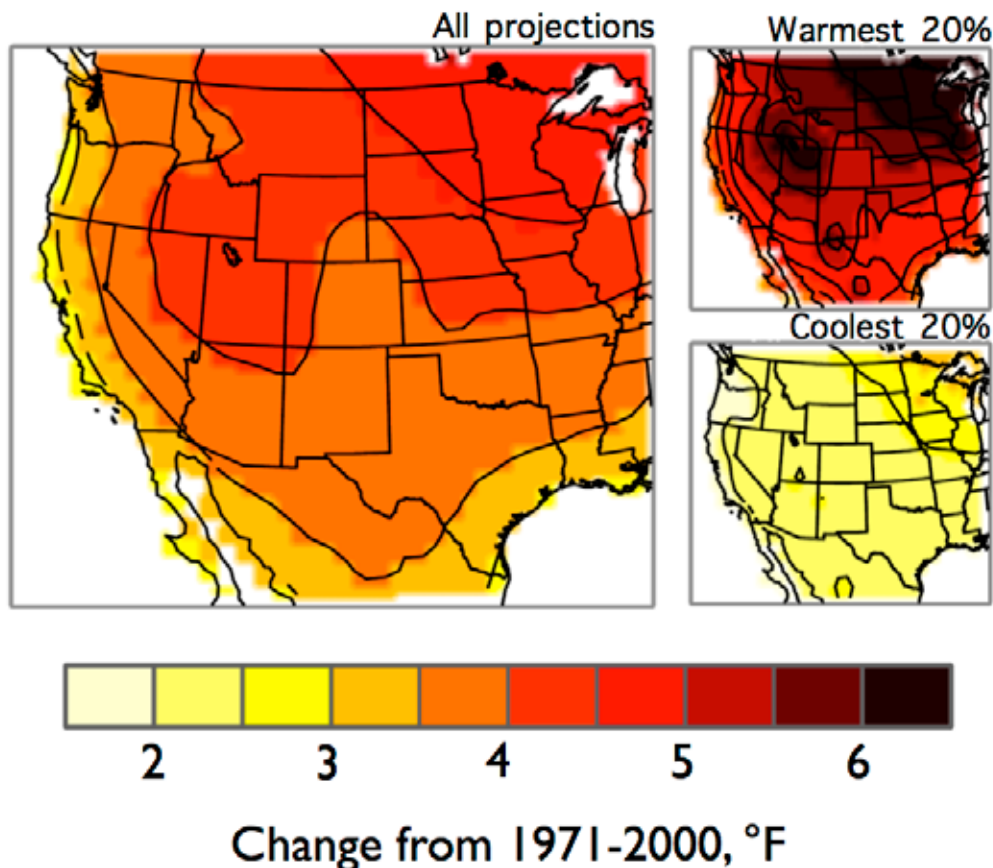 All projections
Warmest 20%
Coolest 20%
2 3 4 5 6
Change from 1971-2000, °F